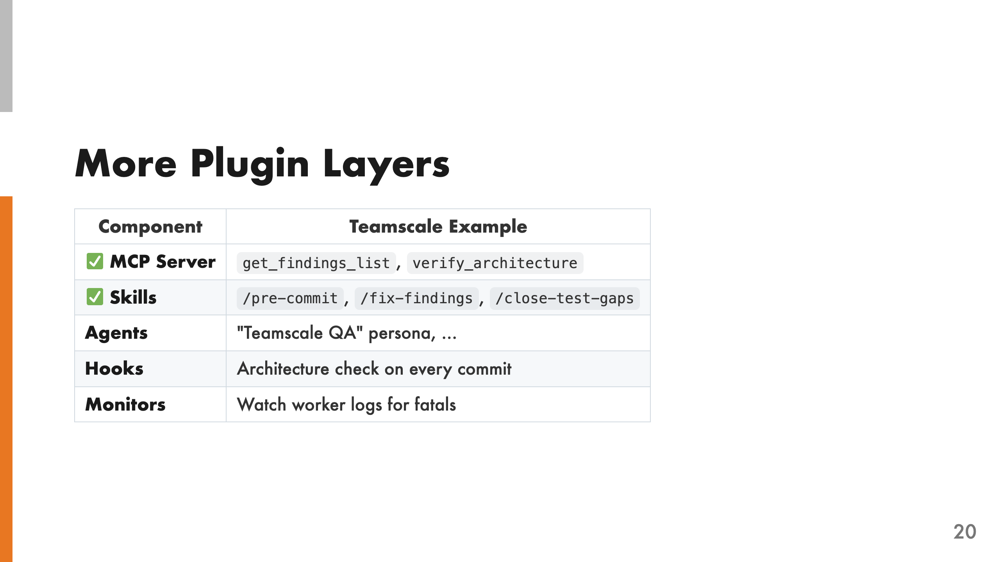 More Plugin Layers
Component Teamscale Example
✅ MCP Server get_findings_list, verify_architecture
✅ Skills /pre-commit, /fix-findings, /close-test-gaps
Agents "Teamscale QA" persona, ...
Hooks Architecture check on every commit
Monitors Watch worker logs for fatals
20